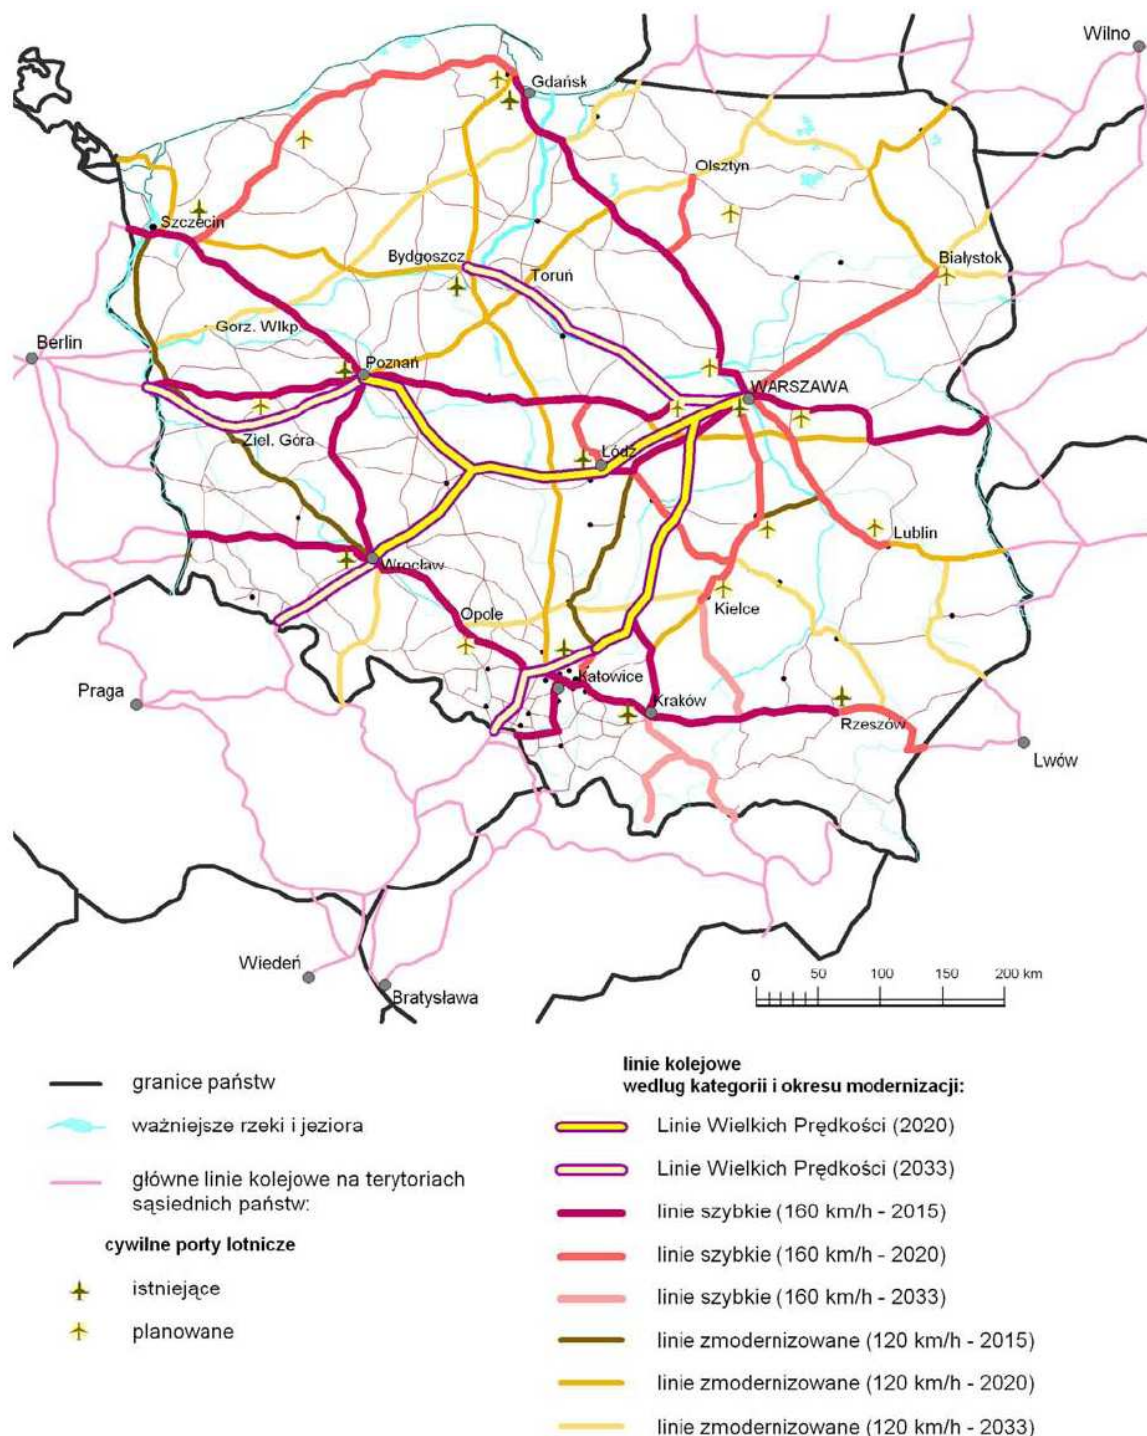 Wilno
Gdańsk
Olsztyn
Szczecin
Bydgoszcz
Białystok
Toruń
Gorz. Wlkp.
Berlin
Poznań
WARSZAWA
Ziel. Góra
Łódź
Lublin
Wrocław
Opole
Kielce
Praga
Katowice
Kraków
Rzeszów
Lwów
Wiedeń
Bratysława
0 50 100 150 200 km
granice państw
ważniejsze rzeki i jeziora
główne linie kolejowe na terytoriach
sąsiednich państw:
cywilne porty lotnicze
istniejące
planowane
linie kolejowe
według kategorii i okresu modernizacji:
Linie Wielkich Prędkości (2020)
Linie Wielkich Prędkości (2033)
linie szybkie (160 km/h - 2015)
linie szybkie (160 km/h - 2020)
linie szybkie (160 km/h - 2033)
linie zmodernizowane (120 km/h - 2015)
linie zmodernizowane (120 km/h - 2020)
linie zmodernizowane (120 km/h - 2033)